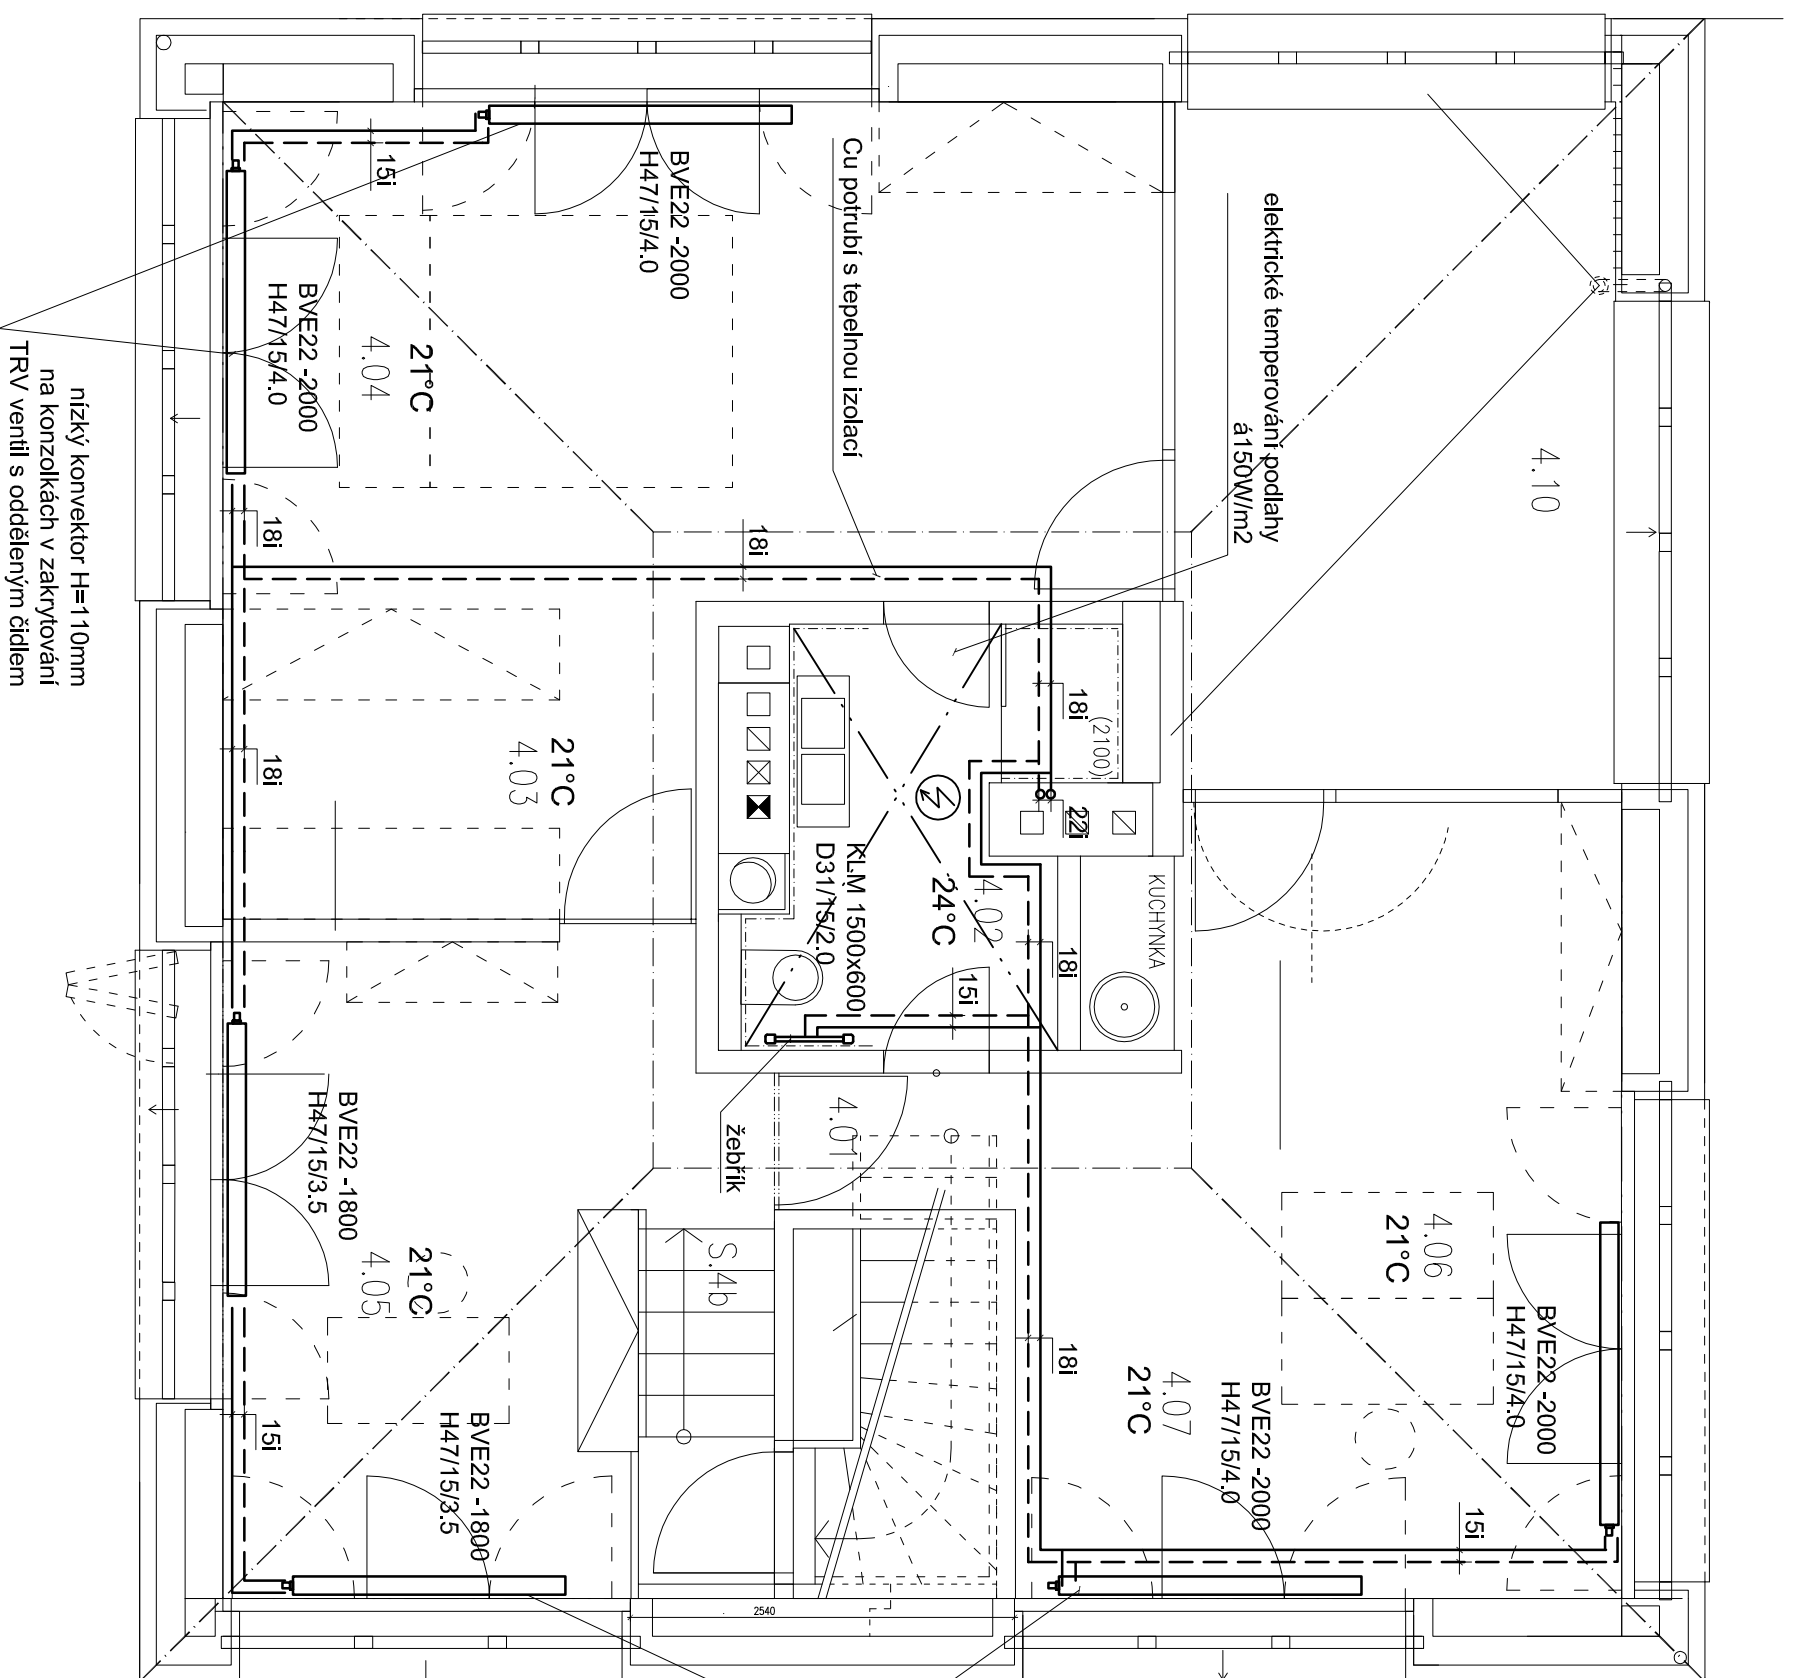 elektrické temperování podlahy
á150W/m2
4.10
Cu potrubí s tepelnou izolací
BVE22 -2000
H47/15/4.0
15i
BVE22 -2000
H47/15/4.0
21°C
4.04
nízký konvektor H=110mm
na konzolkách v zakrytování
TRV ventil s odděleným čidlem
18i
18i
18i
(2100)
22i
21°C
4.03
18i
KUCHYNKA
4.02
24°C
KLM 1500x600
D31/15/2.0
18i
15i
4.01
žebřík
BVE22 -1800
H47/15/3.5
21°C
4.05
S.4b
4.06
21°C
BVE22 -2000
H47/15/4.0
18i
4.07
21°C
BVE22 -2000
H47/15/4.0
15i
BVE22 -1800
H47/15/3.5
15i
2540